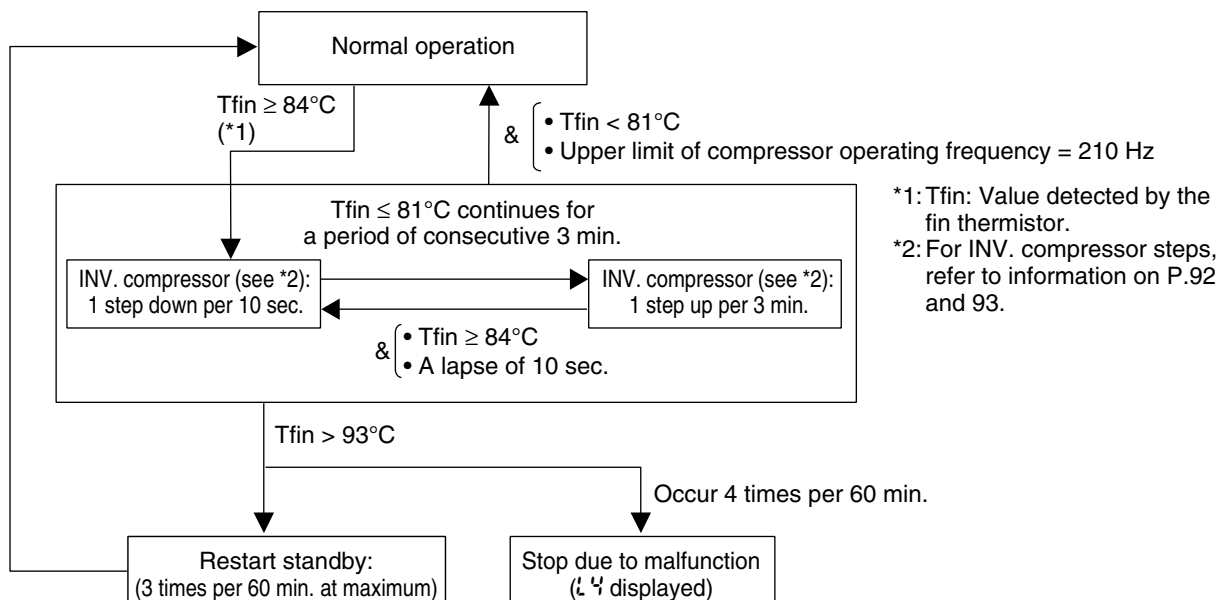 Normal operation
Tfin ≥ 84°C
(*1)
&
• Tfin < 81°C
• Upper limit of compressor operating frequency = 210 Hz
*1: Tfin: Value detected by the
fin thermistor.
*2: For INV. compressor steps,
refer to information on P.92
and 93.
Tfin ≤ 81°C continues for
a period of consecutive 3 min.
INV. compressor (see *2):
1 step down per 10 sec.
INV. compressor (see *2):
1 step up per 3 min.
&
• Tfin ≥ 84°C
• A lapse of 10 sec.
Tfin > 93°C
Occur 4 times per 60 min.
Restart standby:
(3 times per 60 min. at maximum)
Stop due to malfunction
(L4 displayed)